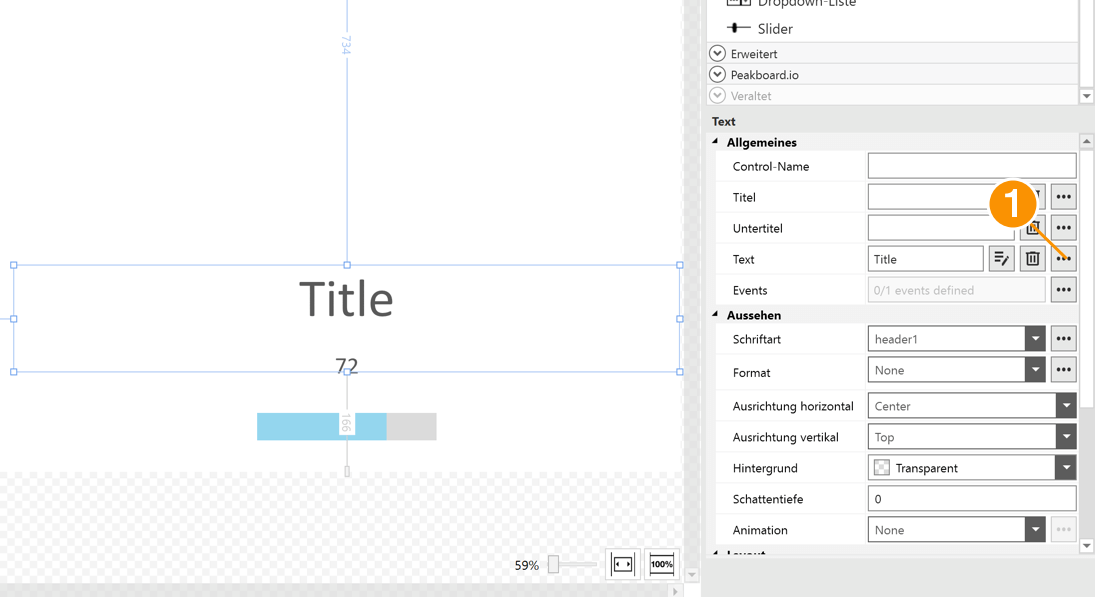 Dropdown-Liste
Slider
Erweitert
Peakboard.io
Veraltet
Text
Allgemeines
Control-Name
Titel
1
Untertitel
Text Title
Events 0/1 events defined
Aussehen
Schriftart header1
Format None
Ausrichtung horizontal Center
Ausrichtung vertikal Top
Hintergrund Transparent
Schattentiefe 0
Animation None
Layout
734
Title
72
166
59% 100%